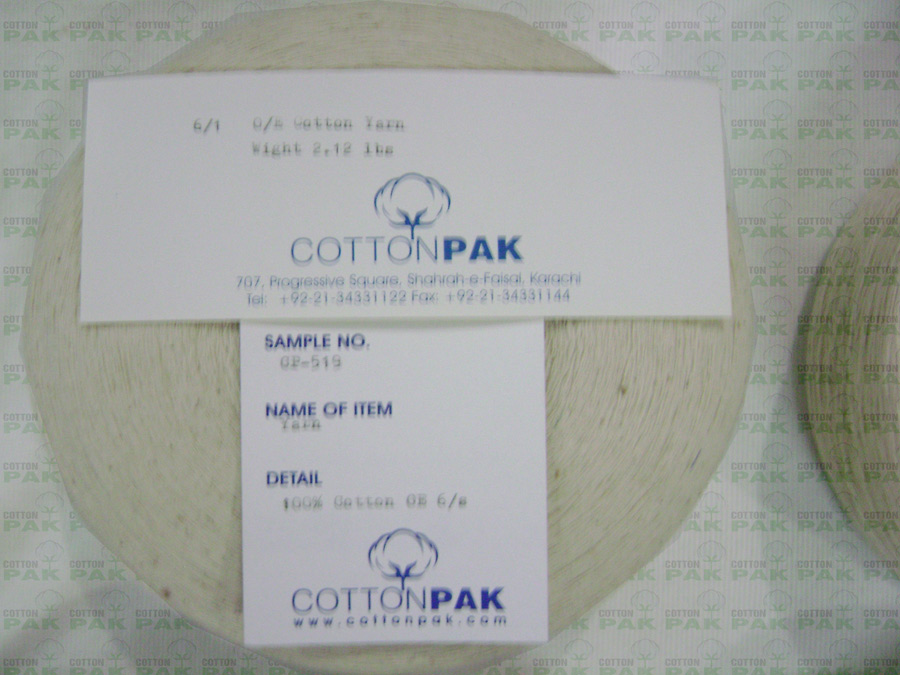 6/1 O/E Cotton Yarn
Wight 2.12 lbs
COTTONPAK
707, Progressive Square, Shahrah-e-Faisal, Karachi
Tel: +92-21-34331122 Fax: +92-21-34331144
SAMPLE NO.
CP-519
NAME OF ITEM
Yarn
DETAIL
100% Cotton OE 6/s
COTTONPAK
www.cottonpak.com
COTTON
PAK